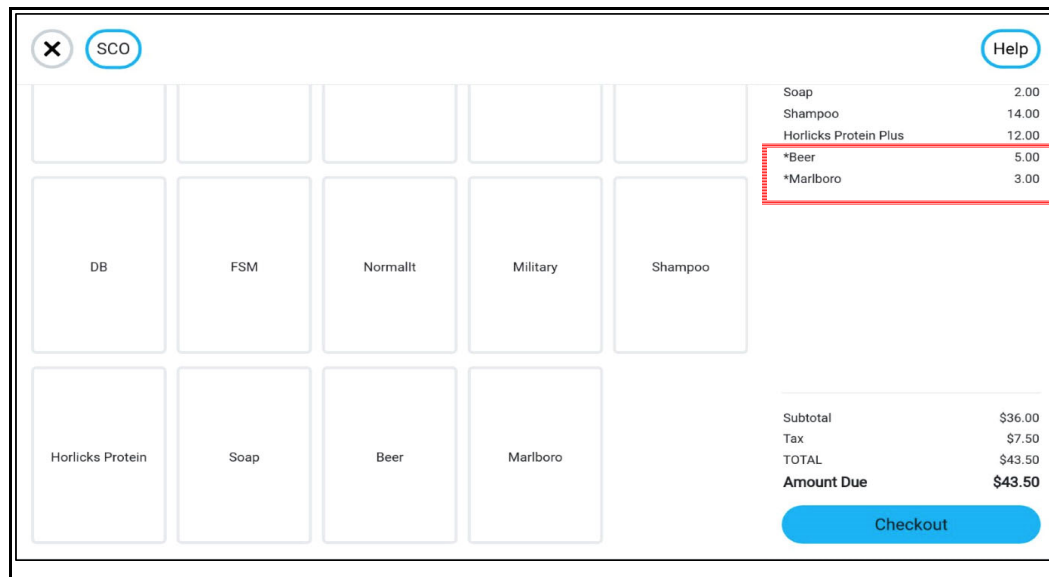 SCO
Help
Soap 2.00
Shampoo 14.00
Horlicks Protein Plus 12.00
*Beer 5.00
*Marlboro 3.00
DB FSM NormalIt Military Shampoo
Horlicks Protein Soap Beer Marlboro
Subtotal $36.00
Tax $7.50
TOTAL $43.50
Amount Due $43.50
Checkout